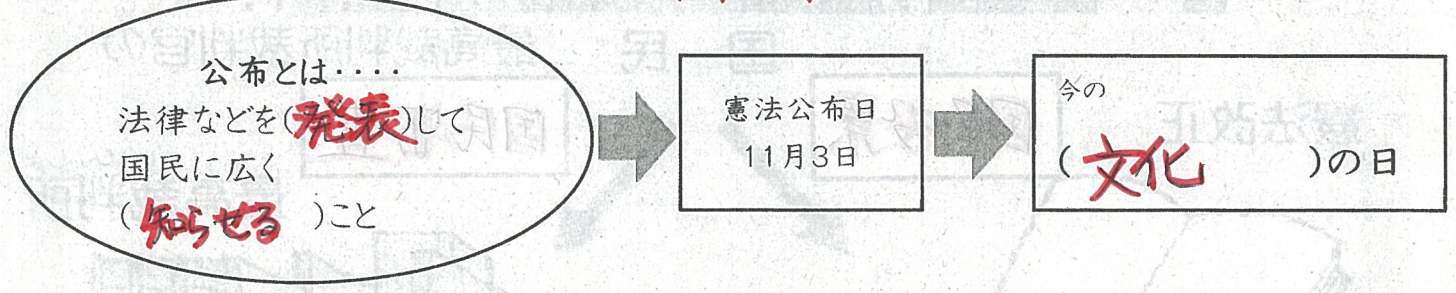 公布とは····
法律などを(発表)して
国民に広く
(知らせる)こと
憲法公布日
11月3日
今の
(文化)の日